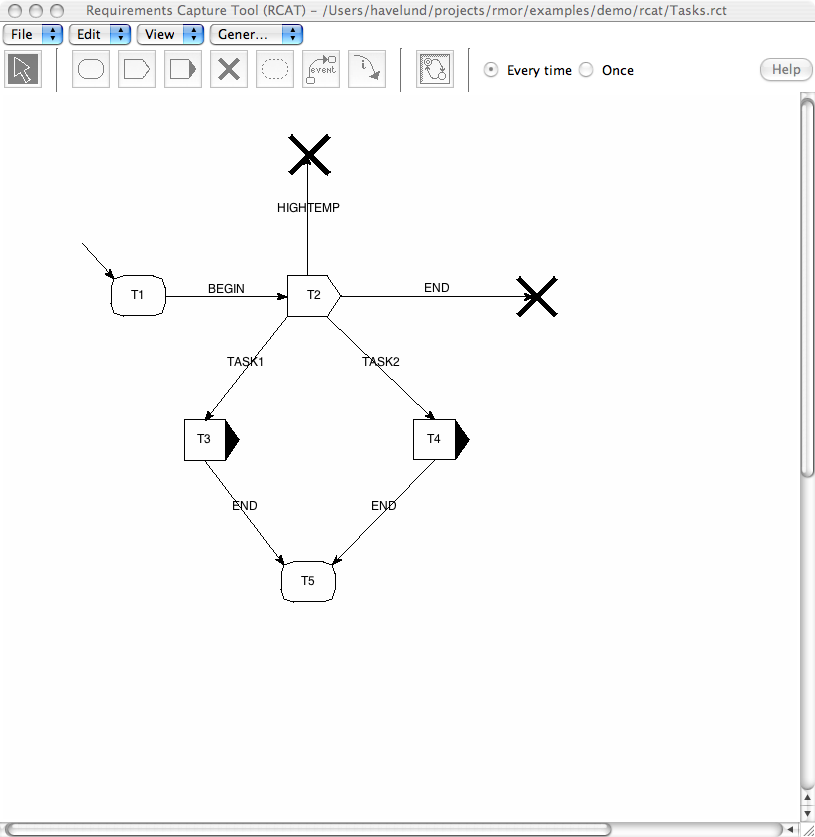 Requirements Capture Tool (RCAT) – /Users/havelund/projects/rmor/examples/demo/rcat/Tasks.rct
File Edit View Gener...
event i Every time Once Help
HIGHTEMP
T1 BEGIN T2 END
TASK1 TASK2
T3 T4
END END
T5